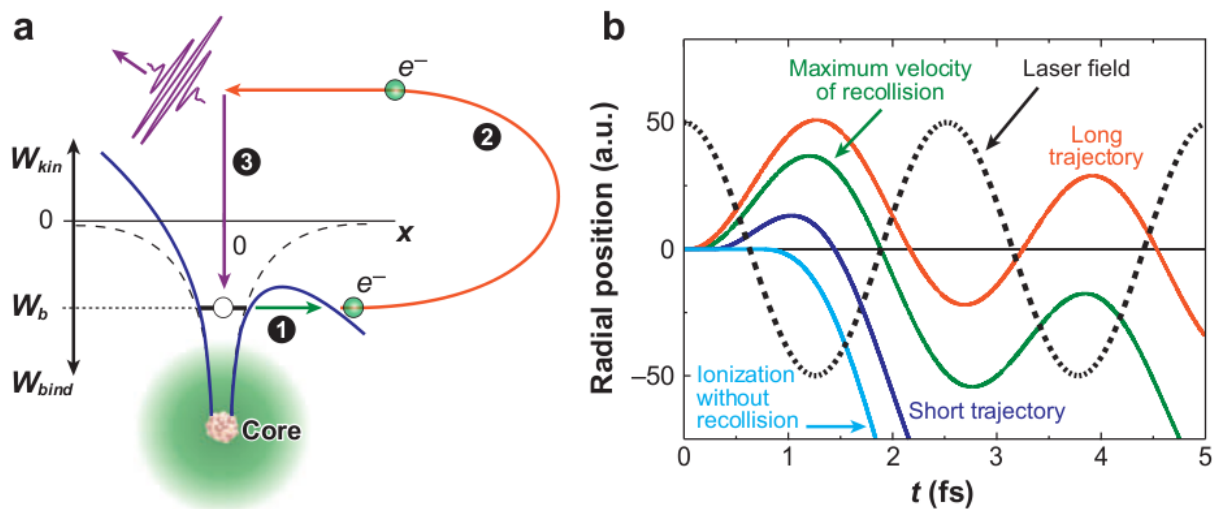 a
e⁻
2
3
W_kin
0
x
0
e⁻
W_b
1
W_bind
Core
b
Maximum velocity
of recollision
Laser field
Long
trajectory
Radial position (a.u.)
50
0
–50
Ionization
without
recollision
Short trajectory
0
1
2
3
4
5
t (fs)